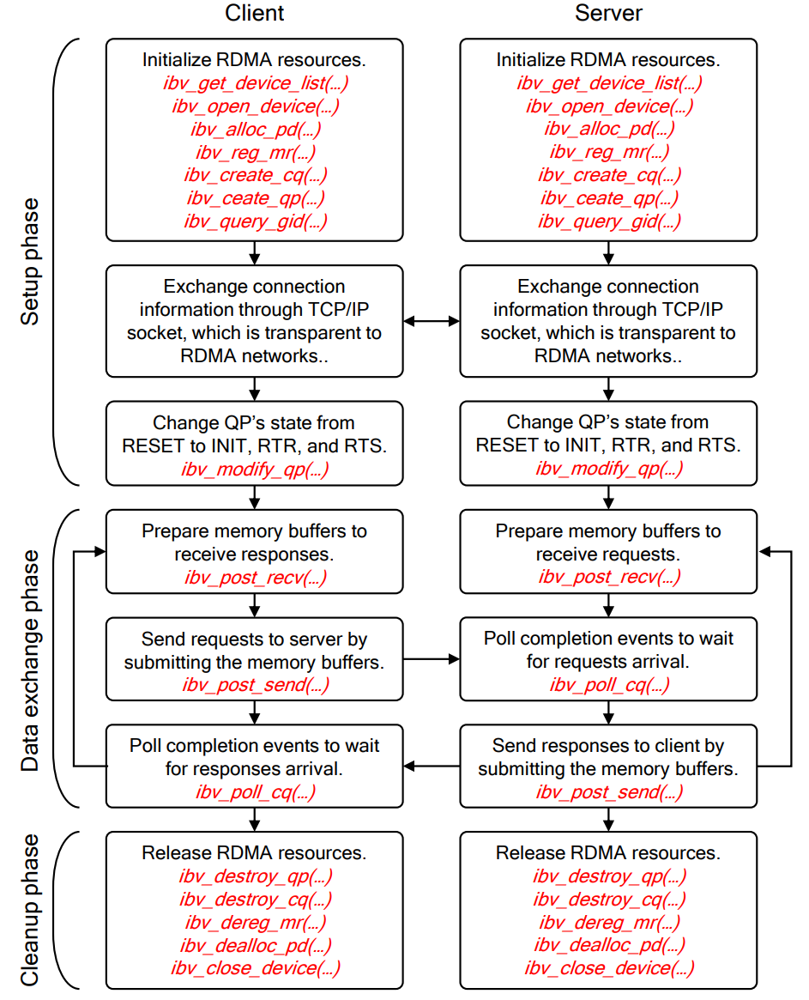 Client
Server
Setup phase
Initialize RDMA resources.
ibv_get_device_list(…)
ibv_open_device(…)
ibv_alloc_pd(…)
ibv_reg_mr(…)
ibv_create_cq(…)
ibv_ceate_qp(…)
ibv_query_gid(…)
Initialize RDMA resources.
ibv_get_device_list(…)
ibv_open_device(…)
ibv_alloc_pd(…)
ibv_reg_mr(…)
ibv_create_cq(…)
ibv_ceate_qp(…)
ibv_query_gid(…)
Exchange connection
information through TCP/IP
socket, which is transparent to
RDMA networks..
Exchange connection
information through TCP/IP
socket, which is transparent to
RDMA networks..
Change QP’s state from
RESET to INIT, RTR, and RTS.
ibv_modify_qp(…)
Change QP’s state from
RESET to INIT, RTR, and RTS.
ibv_modify_qp(…)
Data exchange phase
Prepare memory buffers to
receive responses.
ibv_post_recv(…)
Prepare memory buffers to
receive requests.
ibv_post_recv(…)
Send requests to server by
submitting the memory buffers.
ibv_post_send(…)
Poll completion events to wait
for requests arrival.
ibv_poll_cq(…)
Poll completion events to wait
for responses arrival.
ibv_poll_cq(…)
Send responses to client by
submitting the memory buffers.
ibv_post_send(…)
Cleanup phase
Release RDMA resources.
ibv_destroy_qp(…)
ibv_destroy_cq(…)
ibv_dereg_mr(…)
ibv_dealloc_pd(…)
ibv_close_device(…)
Release RDMA resources.
ibv_destroy_qp(…)
ibv_destroy_cq(…)
ibv_dereg_mr(…)
ibv_dealloc_pd(…)
ibv_close_device(…)